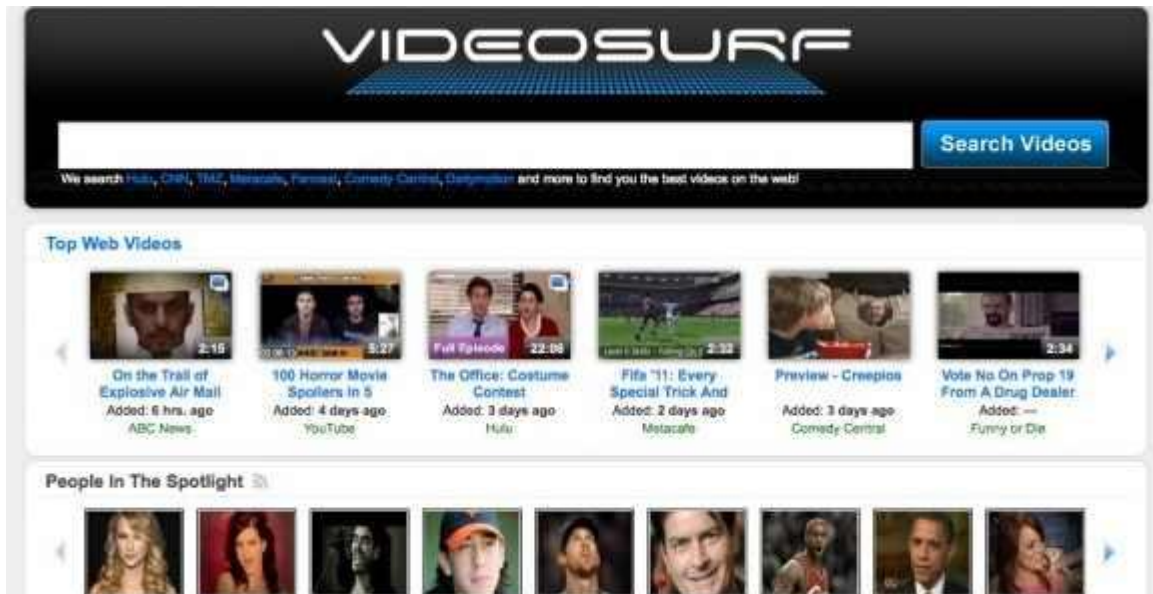 VIDEOSURF
Search Videos
We search Hulu, CNN, TMZ, Metacafe, Fancast, Comedy Central, Dailymotion and more to find you the best videos on the web!
Top Web Videos
2:15
On the Trail of
Explosive Air Mail
Added: 6 hrs. ago
ABC News
5:27
100 Horror Movie
Spoilers In 5
Added: 4 days ago
YouTube
Full Episode 22:06
The Office: Costume
Contest
Added: 3 days ago
Hulu
2:32
Fifa '11: Every
Special Trick And
Added: 2 days ago
Metacafe
Preview - Creepios
Added: 3 days ago
Comedy Central
2:34
Vote No On Prop 19
From A Drug Dealer
Added: ---
Funny or Die
People In The Spotlight